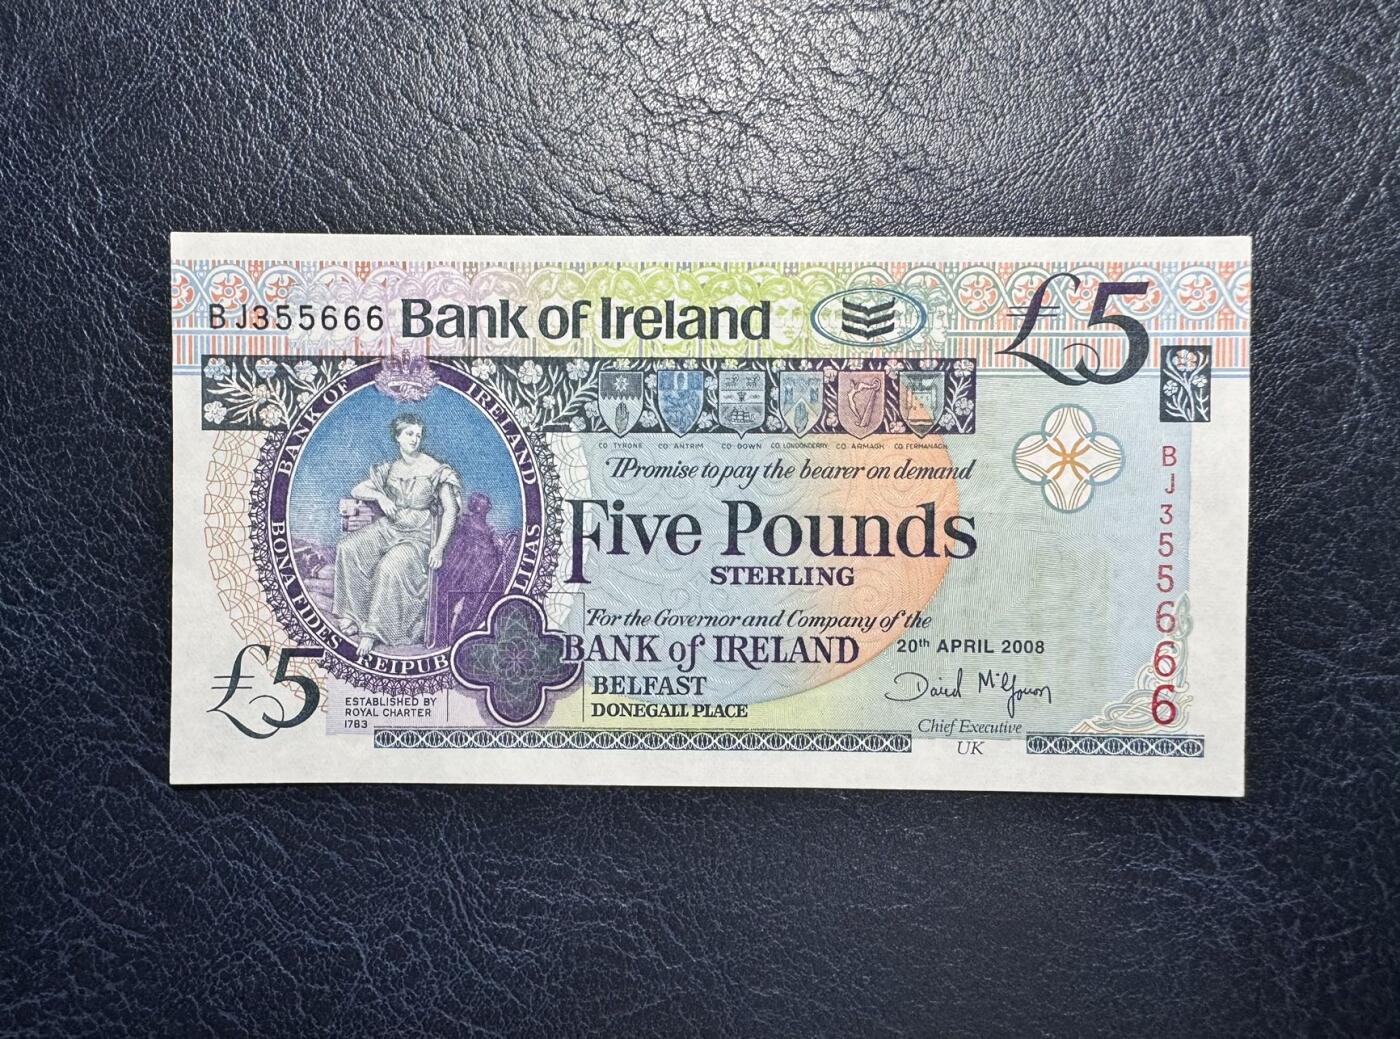 BJ355666 Bank of Ireland £5
BANK OF IRELAND
BONA FIDES REIPUBLITAS
CO TYRONE CO ANTRIM CO DOWN CO LONDONDERRY CO ARMAGH CO FERMANAGH
I Promise to pay the bearer on demand
Five Pounds
STERLING
For the Governor and Company of the
BANK of IRELAND
20th APRIL 2008
BELFAST
DONEGALL PLACE
David McGowan
Chief Executive
UK
£5
ESTABLISHED BY
ROYAL CHARTER
1783
BJ355666